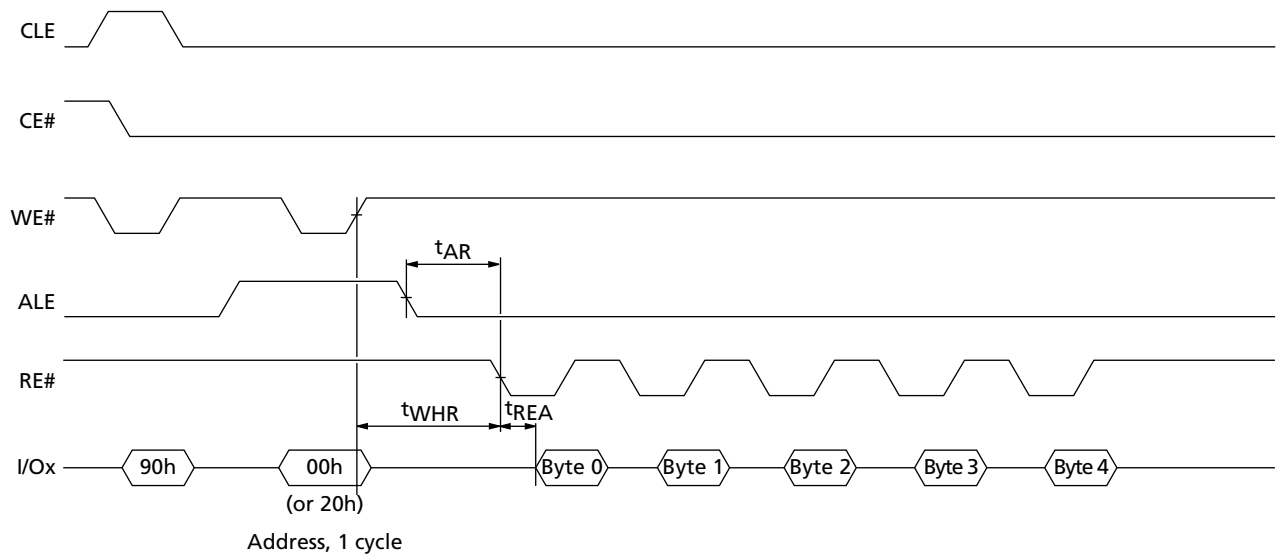 CLE
CE#
WE#
tAR
ALE
RE#
tWHR tREA
I/Ox 90h 00h Byte 0 Byte 1 Byte 2 Byte 3 Byte 4
(or 20h)
Address, 1 cycle